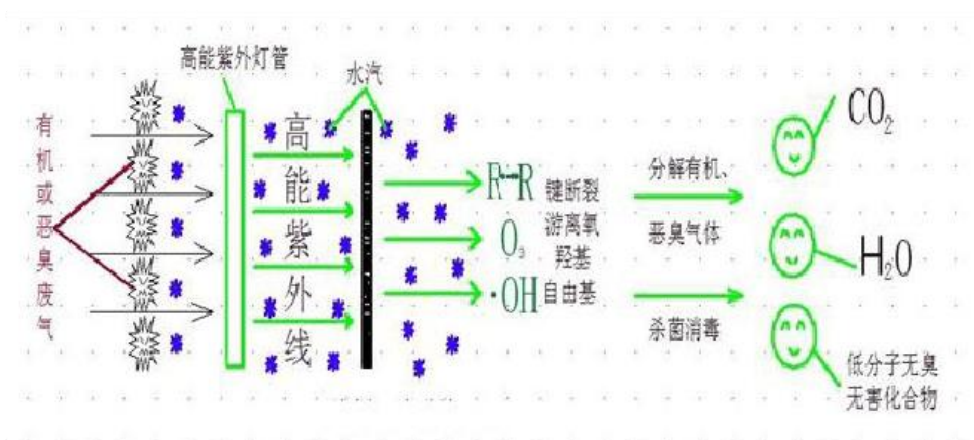 高能紫外灯管
水汽
有机或恶臭废气
高能紫外线
R--R 键断裂
O₃ 游离氧
羟基
·OH 自由基
分解有机、
恶臭气体
杀菌消毒
CO₂
H₂O
低分子无臭
无害化合物